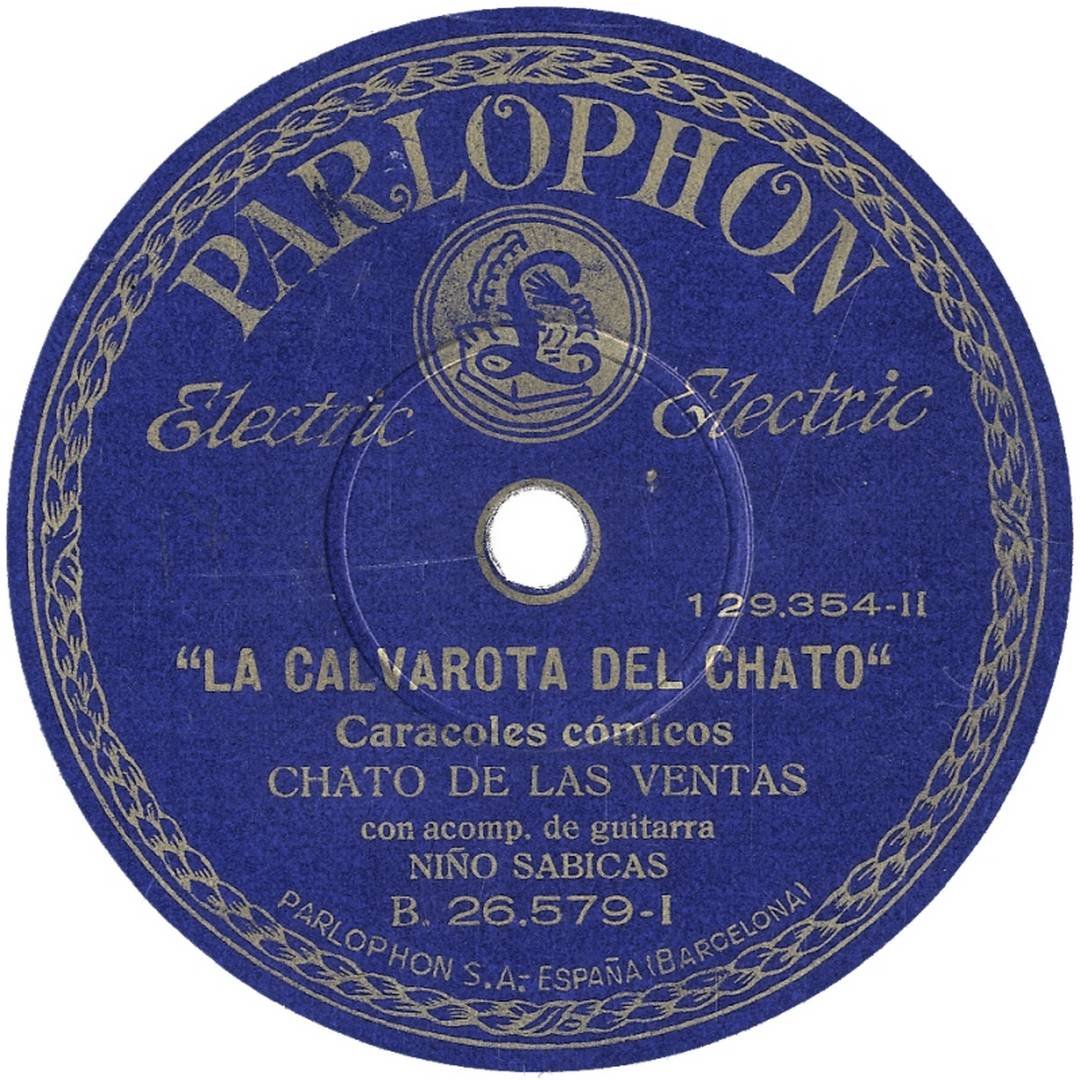 PARLOPHON
Electric Electric
129.354-II
“LA CALVAROTA DEL CHATO“
Caracoles cómicos
CHATO DE LAS VENTAS
con acomp. de guitarra
NIÑO SABICAS
B. 26.579-I
PARLOPHON S.A.-ESPAÑA (BARCELONA)